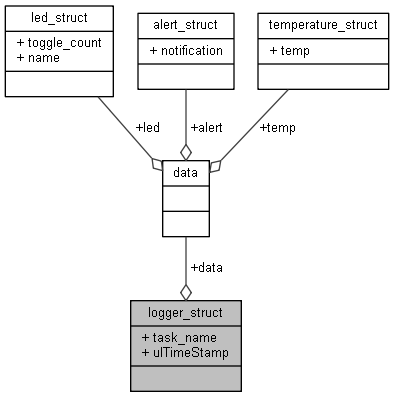 led_struct
+ toggle_count
+ name
alert_struct
+ notification
temperature_struct
+ temp
+led
+alert
+temp
data
+data
logger_struct
+ task_name
+ ulTimeStamp